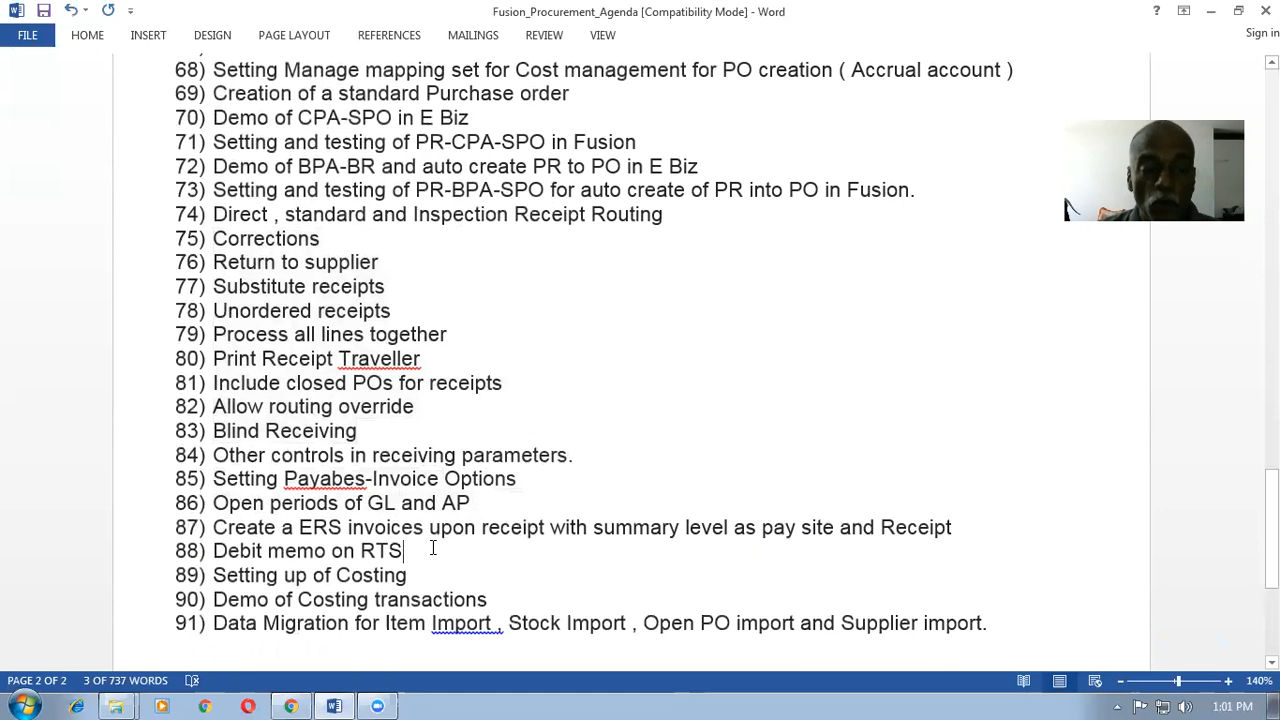 Fusion_Procurement_Agenda [Compatibility Mode] - Word
FILE HOME INSERT DESIGN PAGE LAYOUT REFERENCES MAILINGS REVIEW VIEW Sign in
68) Setting Manage mapping set for Cost management for PO creation ( Accrual account )
69) Creation of a standard Purchase order
70) Demo of CPA-SPO in E Biz
71) Setting and testing of PR-CPA-SPO in Fusion
72) Demo of BPA-BR and auto create PR to PO in E Biz
73) Setting and testing of PR-BPA-SPO for auto create of PR into PO in Fusion.
74) Direct , standard and Inspection Receipt Routing
75) Corrections
76) Return to supplier
77) Substitute receipts
78) Unordered receipts
79) Process all lines together
80) Print Receipt Traveller
81) Include closed POs for receipts
82) Allow routing override
83) Blind Receiving
84) Other controls in receiving parameters.
85) Setting Payabes-Invoice Options
86) Open periods of GL and AP
87) Create a ERS invoices upon receipt with summary level as pay site and Receipt
88) Debit memo on RTS
89) Setting up of Costing
90) Demo of Costing transactions
91) Data Migration for Item Import , Stock Import , Open PO import and Supplier import.
PAGE 2 OF 2 3 OF 737 WORDS 140%
1:01 PM